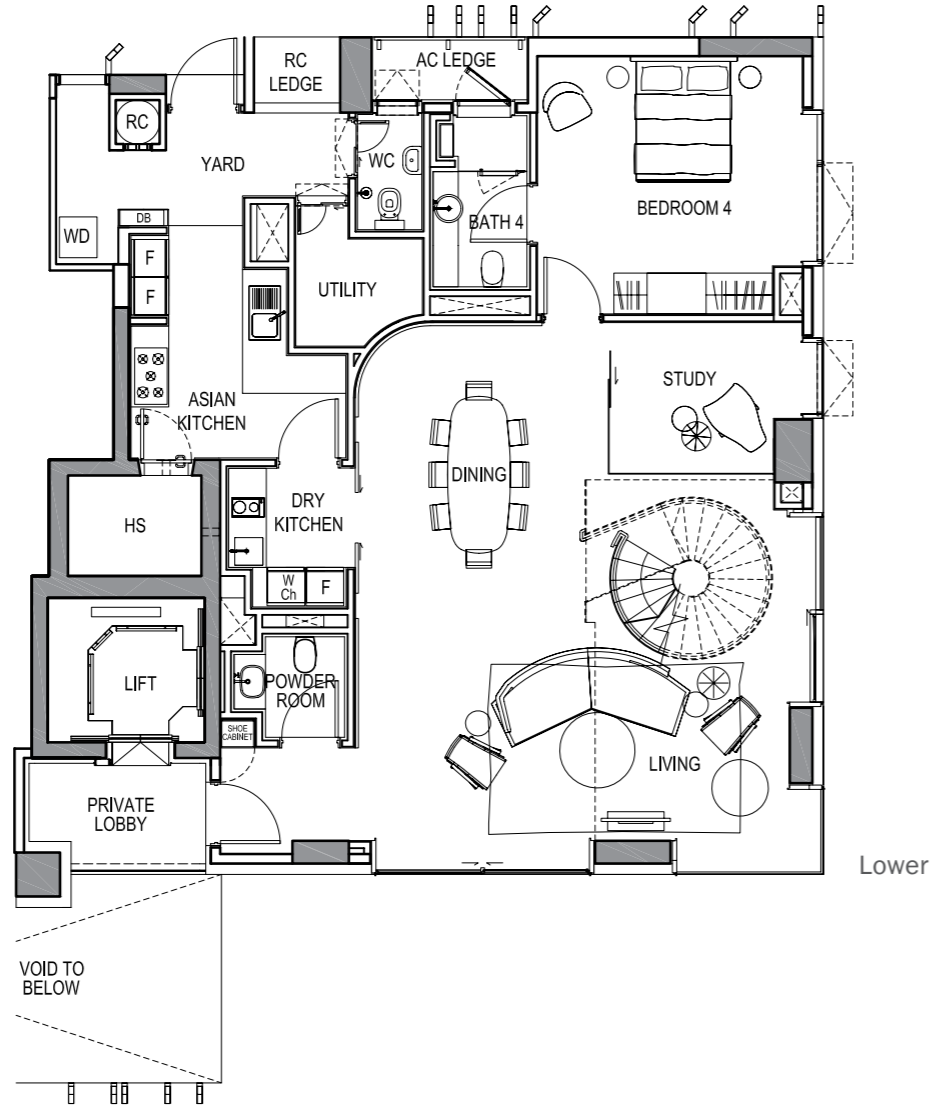 RC
LEDGE
AC LEDGE
RC
YARD
WC
BATH 4
BEDROOM 4
WD
DB
F
F
UTILITY
ASIAN
KITCHEN
STUDY
DINING
HS
DRY
KITCHEN
W
Ch
F
LIFT
POWDER
ROOM
SHOE
CABINET
LIVING
PRIVATE
LOBBY
Lower
VOID TO
BELOW